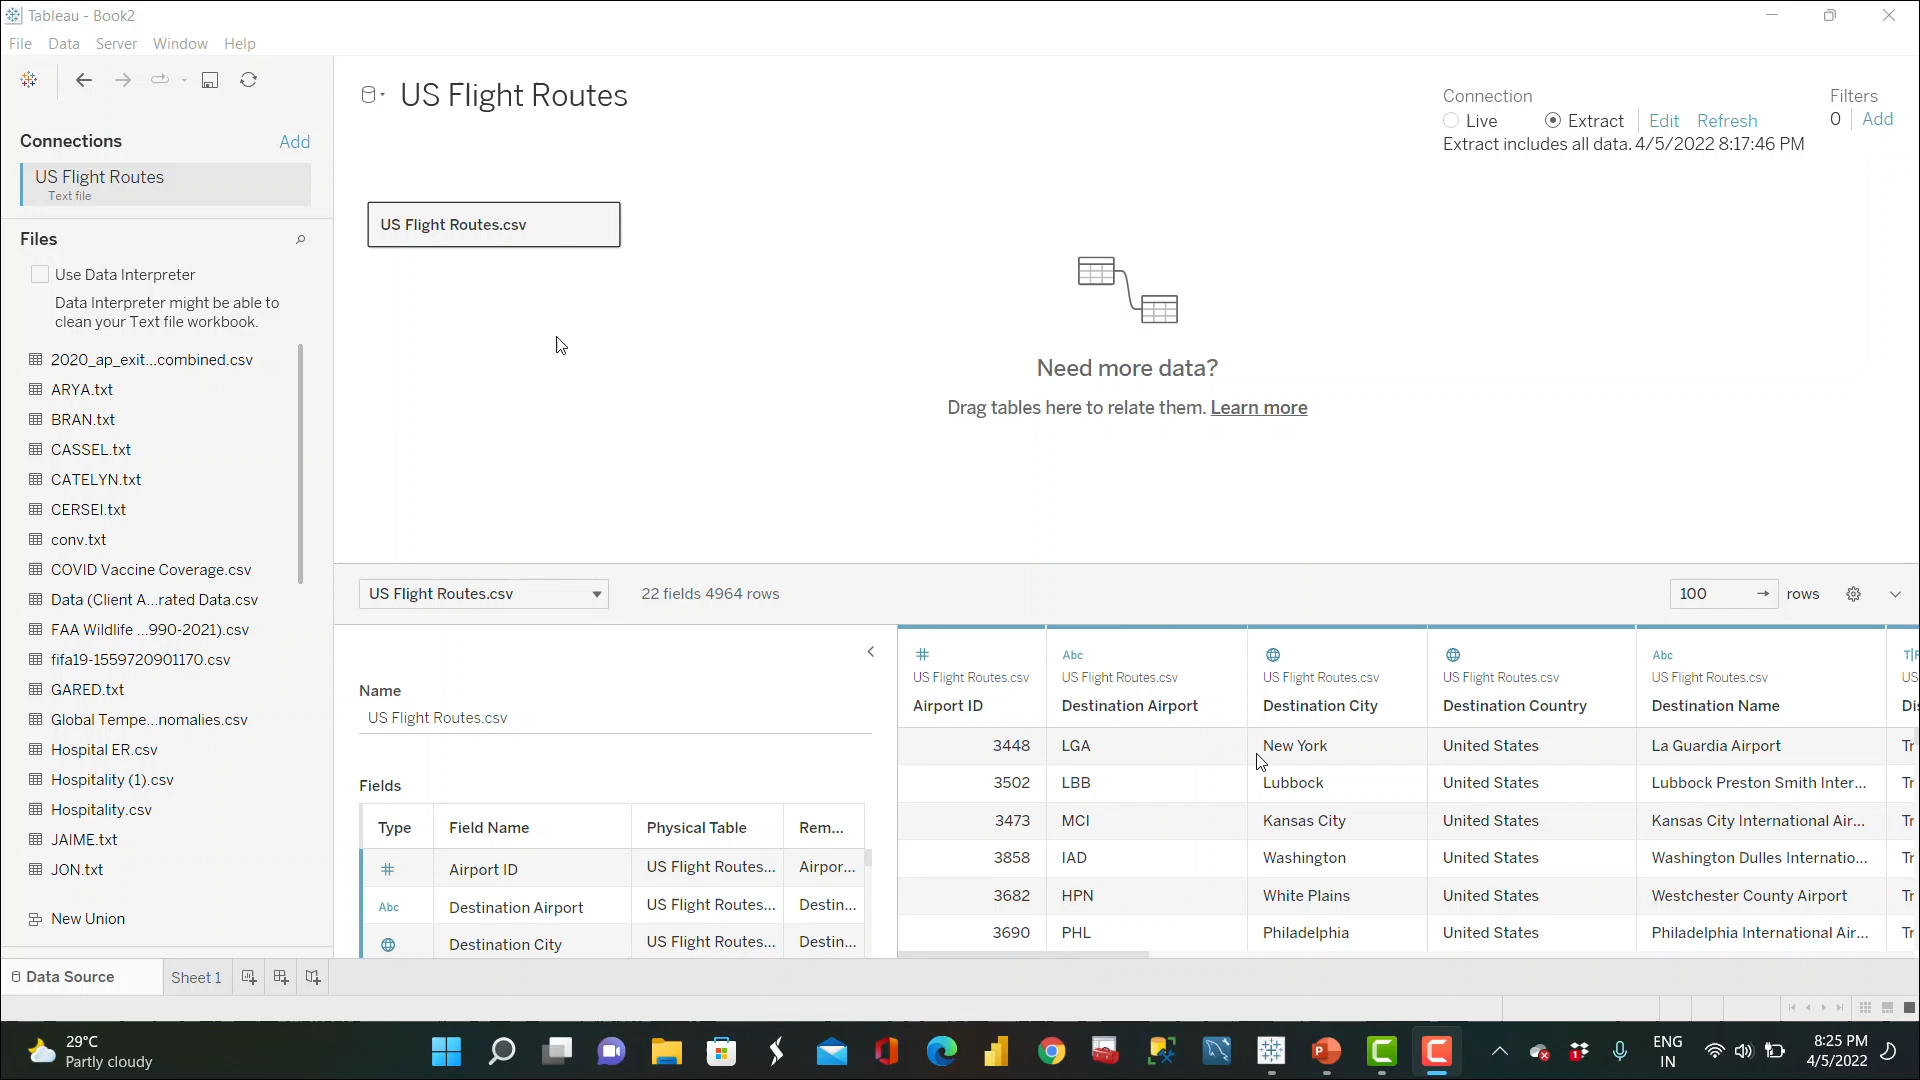 Tableau - Book2
File Data Server Window Help
US Flight Routes
Connection
Live Extract Edit Refresh
Extract includes all data. 4/5/2022 8:17:46 PM
Filters
0 Add
Connections Add
US Flight Routes
Text file
Files
Use Data Interpreter
Data Interpreter might be able to
clean your Text file workbook.
2020_ap_exit...combined.csv
ARYA.txt
BRAN.txt
CASSEL.txt
CATELYN.txt
CERSEI.txt
conv.txt
COVID Vaccine Coverage.csv
Data (Client A...rated Data.csv
FAA Wildlife ...990-2021).csv
fifa19-1559720901170.csv
GARED.txt
Global Tempe...nomalies.csv
Hospital ER.csv
Hospitality (1).csv
Hospitality.csv
JAIME.txt
JON.txt
New Union
US Flight Routes.csv
Need more data?
Drag tables here to relate them. Learn more
US Flight Routes.csv 22 fields 4964 rows 100 → rows
Name
US Flight Routes.csv
Fields
Type Field Name Physical Table Rem...
# Airport ID US Flight Routes... Airpor...
Abc Destination Airport US Flight Routes... Destin...
Destination City US Flight Routes... Destin...
# Abc Abc T|F
US Flight Routes.csv US Flight Routes.csv US Flight Routes.csv US Flight Routes.csv US Flight Routes.csv US
Airport ID Destination Airport Destination City Destination Country Destination Name Di
3448 LGA New York United States La Guardia Airport Tr
3502 LBB Lubbock United States Lubbock Preston Smith Inter... Tr
3473 MCI Kansas City United States Kansas City International Air... Tr
3858 IAD Washington United States Washington Dulles Internatio... Tr
3682 HPN White Plains United States Westchester County Airport Tr
3690 PHL Philadelphia United States Philadelphia International Air... Tr
Data Source Sheet 1
29°C
Partly cloudy
ENG
IN
8:25 PM
4/5/2022